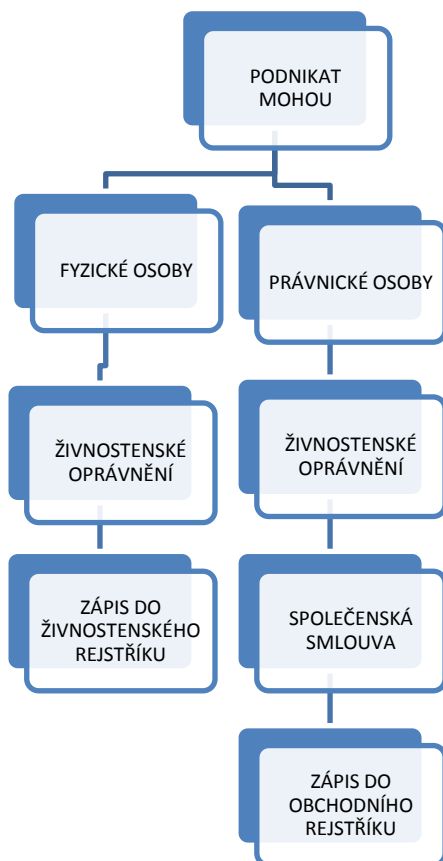 PODNIKAT
MOHOU
FYZICKÉ OSOBY
PRÁVNICKÉ OSOBY
ŽIVNOSTENSKÉ
OPRÁVNĚNÍ
ŽIVNOSTENSKÉ
OPRÁVNĚNÍ
ZÁPIS DO
ŽIVNOSTENSKÉHO
REJSTŘÍKU
SPOLEČENSKÁ
SMLOUVA
ZÁPIS DO
OBCHODNÍHO
REJSTŘÍKU